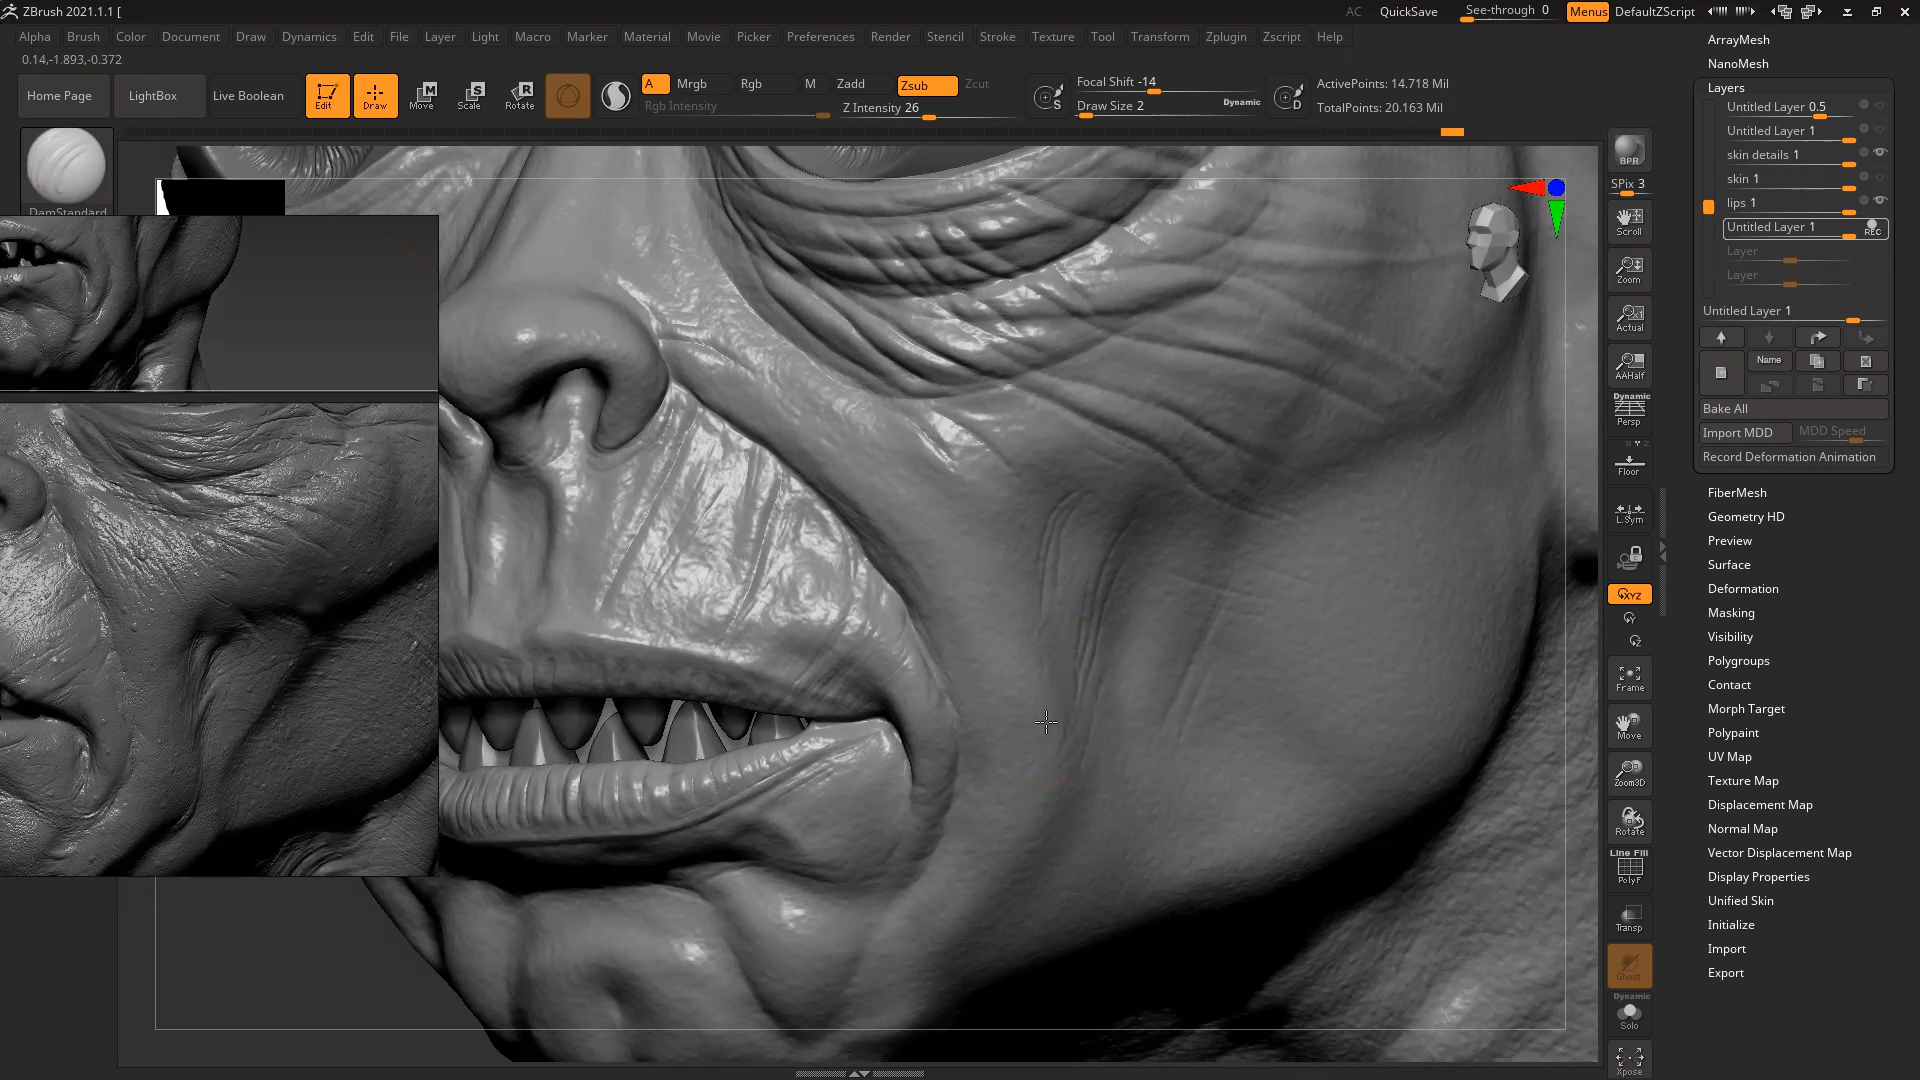 ZBrush 2021.1.1 [
AC QuickSave See-through 0 Menus DefaultZScript
Alpha Brush Color Document Draw Dynamics Edit File Layer Light Macro Marker Material Movie Picker Preferences Render Stencil Stroke Texture Tool Transform Zplugin Zscript Help
0.14,-1.893,-0.372
Home Page LightBox Live Boolean Edit Draw Move Scale Rotate
M S R
A Mrgb Rgb M Zadd Zsub Zcut
Rgb Intensity Z Intensity 26
S Focal Shift -14
Draw Size 2 Dynamic
D ActivePoints: 14.718 Mil
TotalPoints: 20.163 Mil
DamStandard
BPR
SPix 3
Scroll
Zoom
Actual
AAHalf
Dynamic
Persp
Floor
L.Sym
XYZ
Y
Z
Frame
Move
Zoom3D
Rotate
Line Fill
PolyF
Transp
Ghost
Dynamic
Solo
Xpose
ArrayMesh
NanoMesh
Layers
Untitled Layer 0.5
Untitled Layer 1
skin details 1
skin 1
lips 1
Untitled Layer 1 REC
Layer
Layer
Untitled Layer 1
Name
Bake All
Import MDD MDD Speed
Record Deformation Animation
FiberMesh
Geometry HD
Preview
Surface
Deformation
Masking
Visibility
Polygroups
Contact
Morph Target
Polypaint
UV Map
Texture Map
Displacement Map
Normal Map
Vector Displacement Map
Display Properties
Unified Skin
Initialize
Import
Export